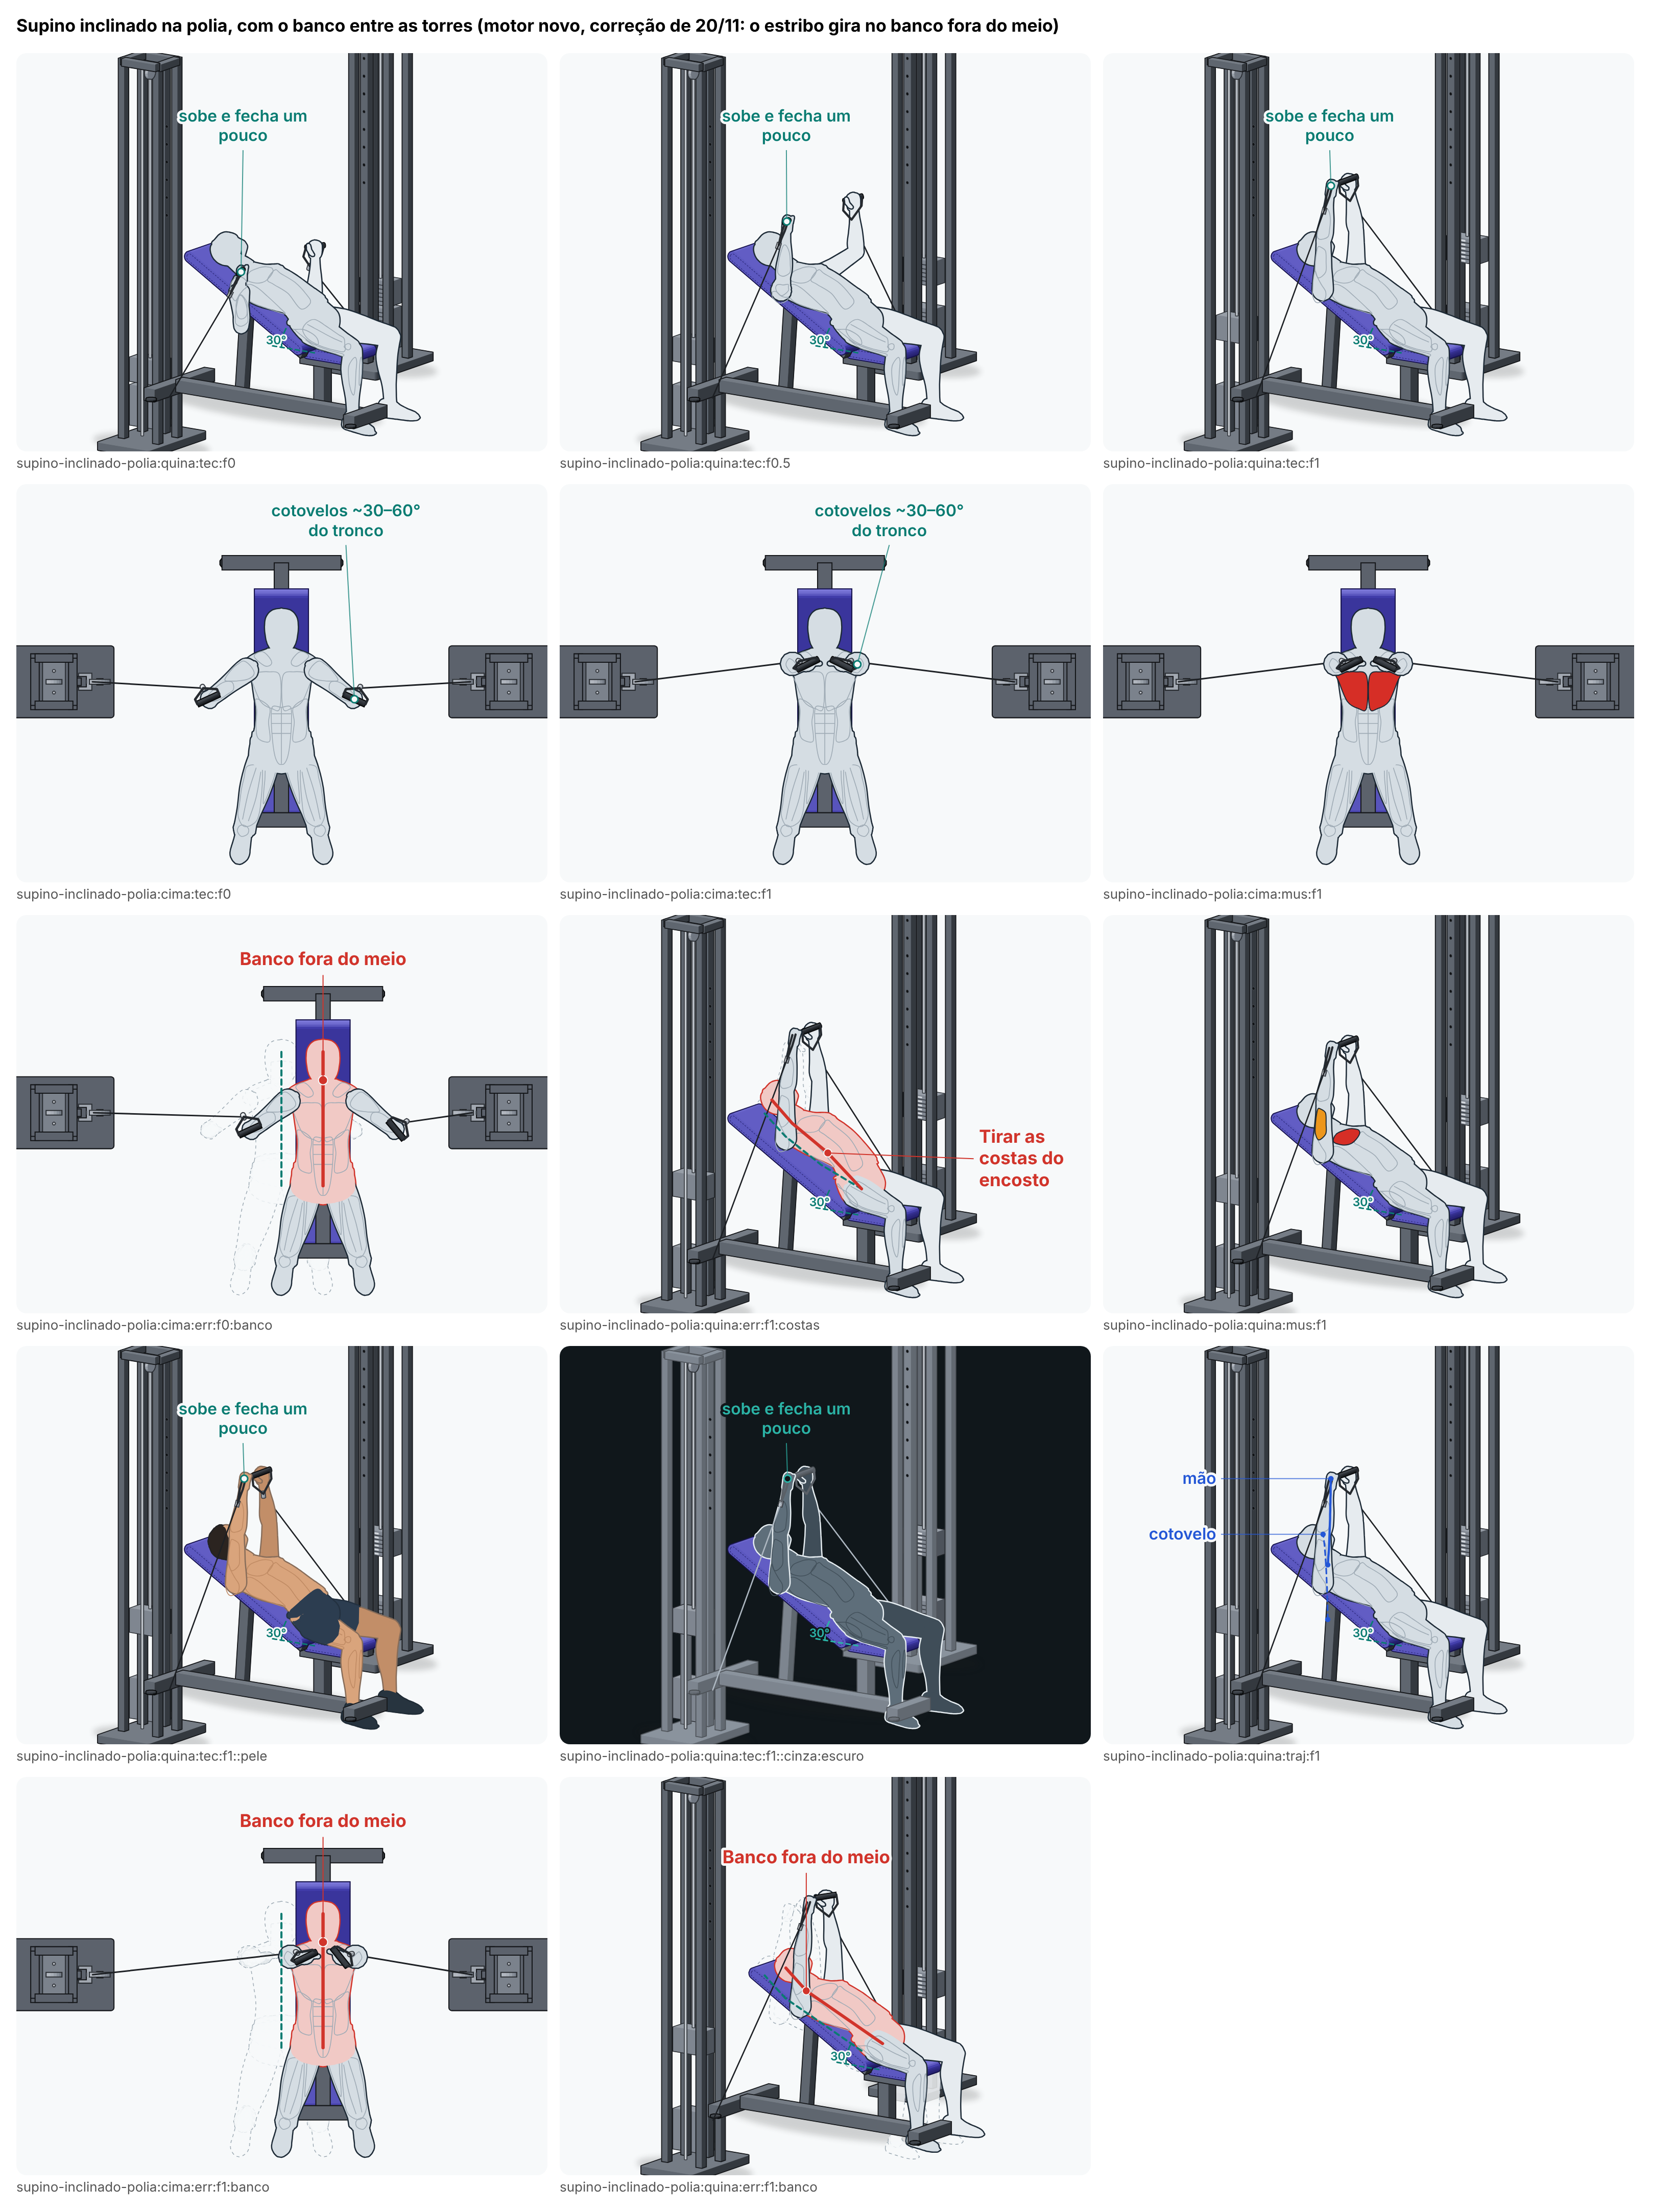 Supino inclinado na polia, com o banco entre as torres (motor novo, correção de 20/11: o estribo gira no banco fora do meio)
sobe e fecha um
pouco
30°
supino-inclinado-polia:quina:tec:f0
sobe e fecha um
pouco
30°
supino-inclinado-polia:quina:tec:f0.5
sobe e fecha um
pouco
30°
supino-inclinado-polia:quina:tec:f1
cotovelos ~30–60°
do tronco
supino-inclinado-polia:cima:tec:f0
cotovelos ~30–60°
do tronco
supino-inclinado-polia:cima:tec:f1
supino-inclinado-polia:cima:mus:f1
Banco fora do meio
supino-inclinado-polia:cima:err:f0:banco
Tirar as
costas do
encosto
30°
supino-inclinado-polia:quina:err:f1:costas
30°
supino-inclinado-polia:quina:mus:f1
sobe e fecha um
pouco
30°
supino-inclinado-polia:quina:tec:f1::pele
sobe e fecha um
pouco
30°
supino-inclinado-polia:quina:tec:f1::cinza:escuro
mão
cotovelo
30°
supino-inclinado-polia:quina:traj:f1
Banco fora do meio
supino-inclinado-polia:cima:err:f1:banco
Banco fora do meio
30°
supino-inclinado-polia:quina:err:f1:banco